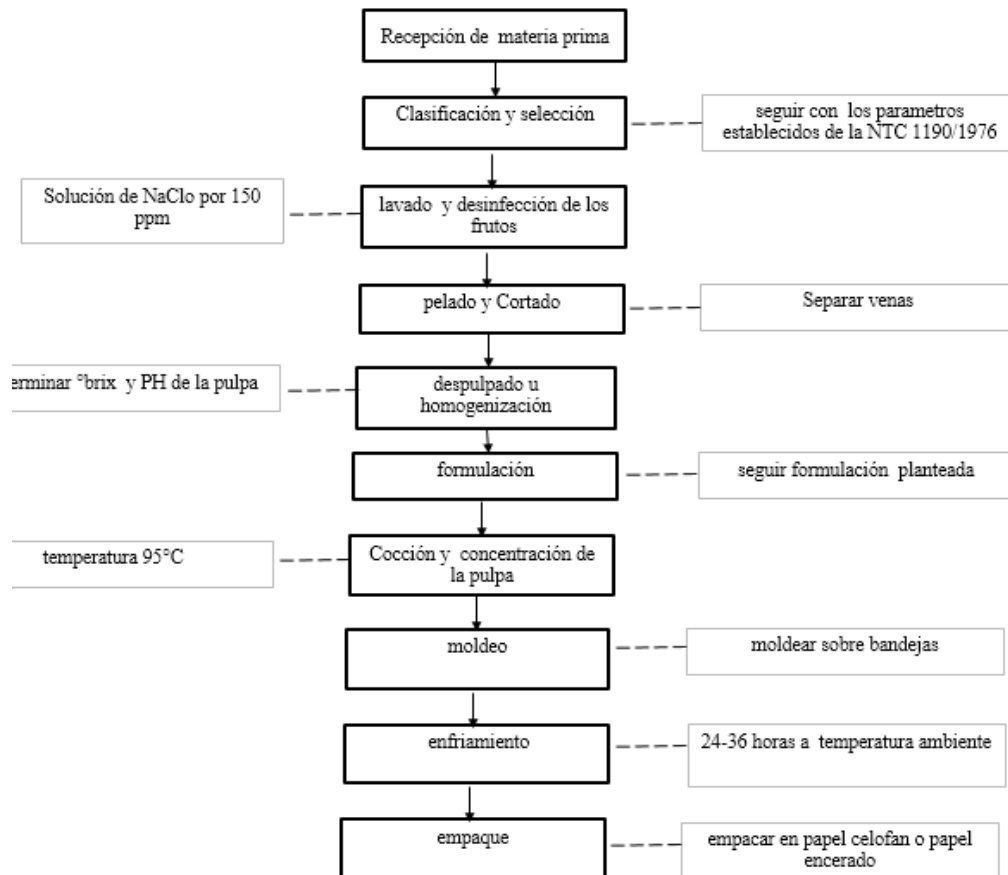 Recepción de materia prima
Clasificación y selección
seguir con los parametros
establecidos de la NTC 1190/1976
Solución de NaClo por 150
ppm
lavado y desinfección de los
frutos
pelado y Cortado
Separar venas
erminar °brix y PH de la pulpa
despulpado u
homogenización
formulación
seguir formulación planteada
temperatura 95°C
Cocción y concentración de
la pulpa
moldeo
moldear sobre bandejas
enfriamiento
24-36 horas a temperatura ambiente
empaque
empacar en papel celofan o papel
encerado